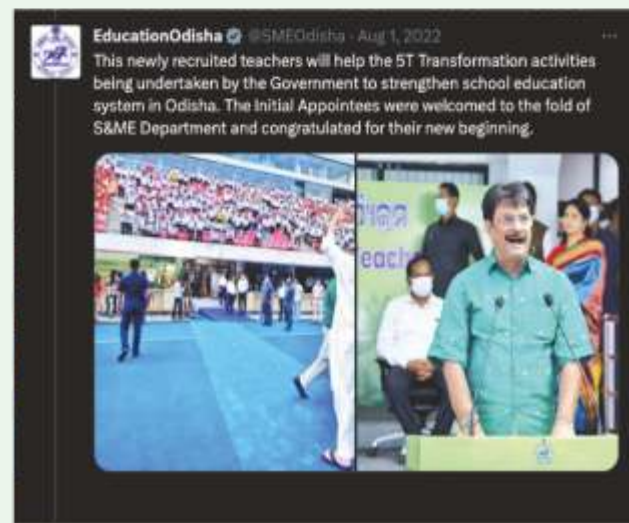 EducationOdisha @SMEOdisha · Aug 1, 2022
This newly recruited teachers will help the 5T Transformation activities
being undertaken by the Government to strengthen school education
system in Odisha. The Initial Appointees were welcomed to the fold of
S&ME Department and congratulated for their new beginning.